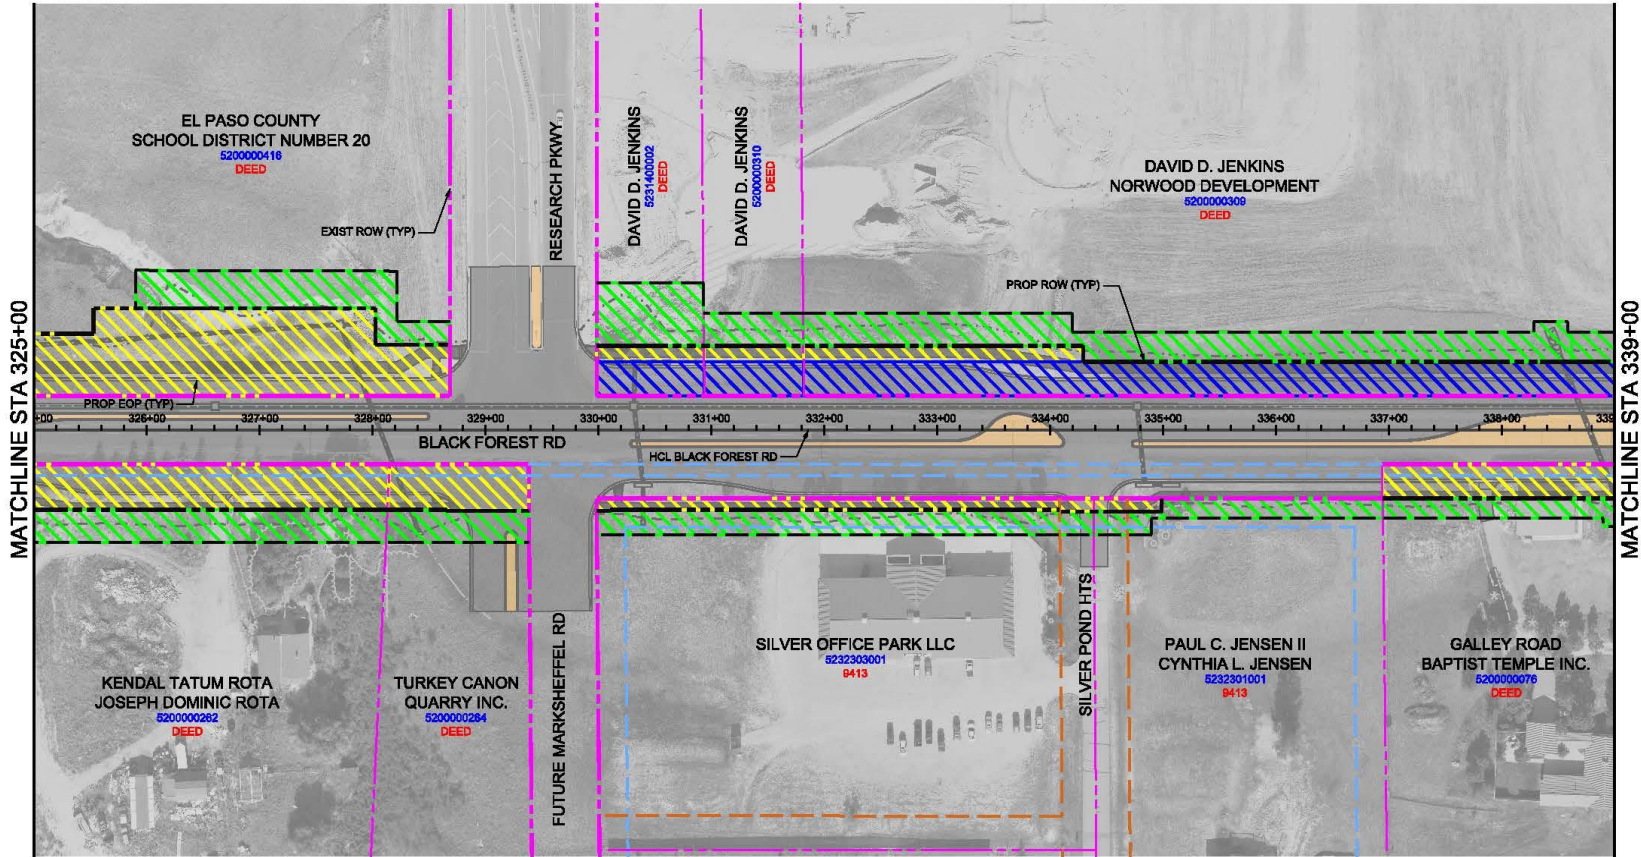 EL PASO COUNTY
SCHOOL DISTRICT NUMBER 20
5200000416
DEED
EXIST ROW (TYP)
RESEARCH PKWY
DAVID D. JENKINS
5231400002
DEED
DAVID D. JENKINS
5200000310
DEED
DAVID D. JENKINS
NORWOOD DEVELOPMENT
5200000309
DEED
PROP ROW (TYP)
MATCHLINE STA 325+00
MATCHLINE STA 339+00
PROP EOP (TYP)
+00 326+00 327+00 328+00 329+00 330+00 331+00 332+00 333+00 334+00 335+00 336+00 337+00 338+00 339
BLACK FOREST RD
HCL BLACK FOREST RD
KENDAL TATUM ROTA
JOSEPH DOMINIC ROTA
5200000262
DEED
TURKEY CANON
QUARRY INC.
5200000264
DEED
FUTURE MARKSHEFFEL RD
SILVER OFFICE PARK LLC
5232303001
9413
SILVER POND HTS
PAUL C. JENSEN II
CYNTHIA L. JENSEN
5232301001
9413
GALLEY ROAD
BAPTIST TEMPLE INC.
5200000076
DEED